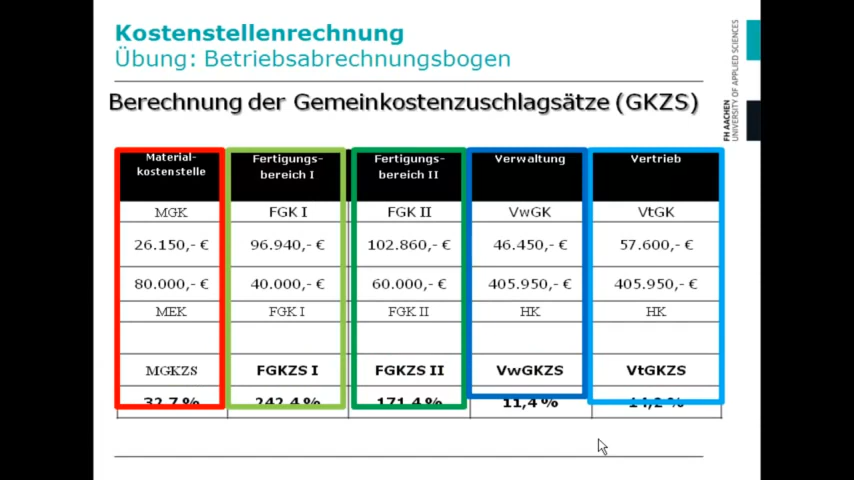 Kostenstellenrechnung
Übung: Betriebsabrechnungsbogen
FH AACHEN
UNIVERSITY OF APPLIED SCIENCES
Berechnung der Gemeinkostenzuschlagsätze (GKZS)
Material-kostenstelle Fertigungs-bereich I Fertigungs-bereich II Verwaltung Vertrieb
MGK FGK I FGK II VwGK VtGK
26.150,- € 96.940,- € 102.860,- € 46.450,- € 57.600,- €
80.000,- € 40.000,- € 60.000,- € 405.950,- € 405.950,- €
MEK FGK I FGK II HK HK
MGKZS FGKZS I FGKZS II VwGKZS VtGKZS
32,7 % 242,4 % 171,4 % 11,4 % 14,2 %